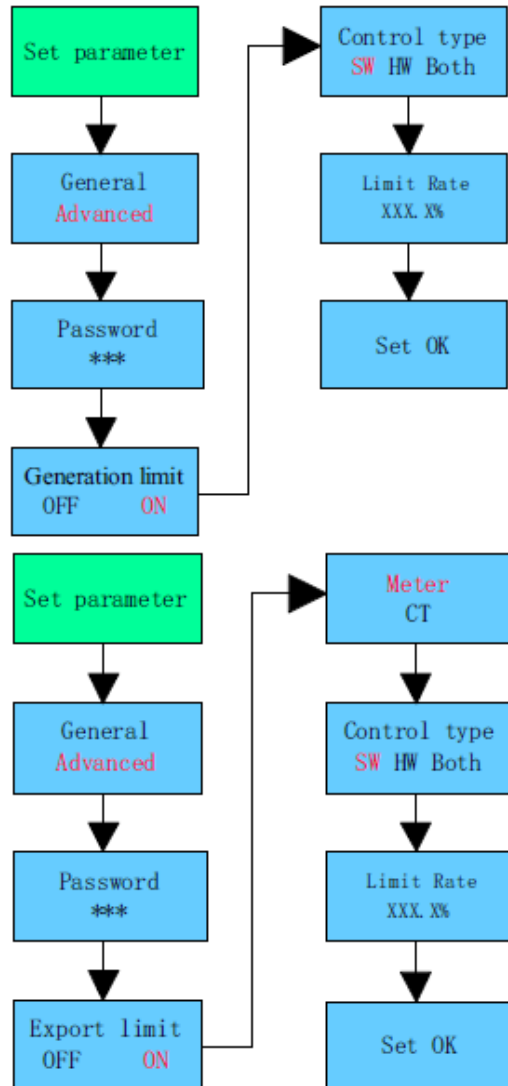 Set parameter
General
Advanced
Password
***
Generation limit
OFF ON
Control type
SW HW Both
Limit Rate
XXX.X%
Set OK
Set parameter
General
Advanced
Password
***
Export limit
OFF ON
Meter
CT
Control type
SW HW Both
Limit Rate
XXX.X%
Set OK